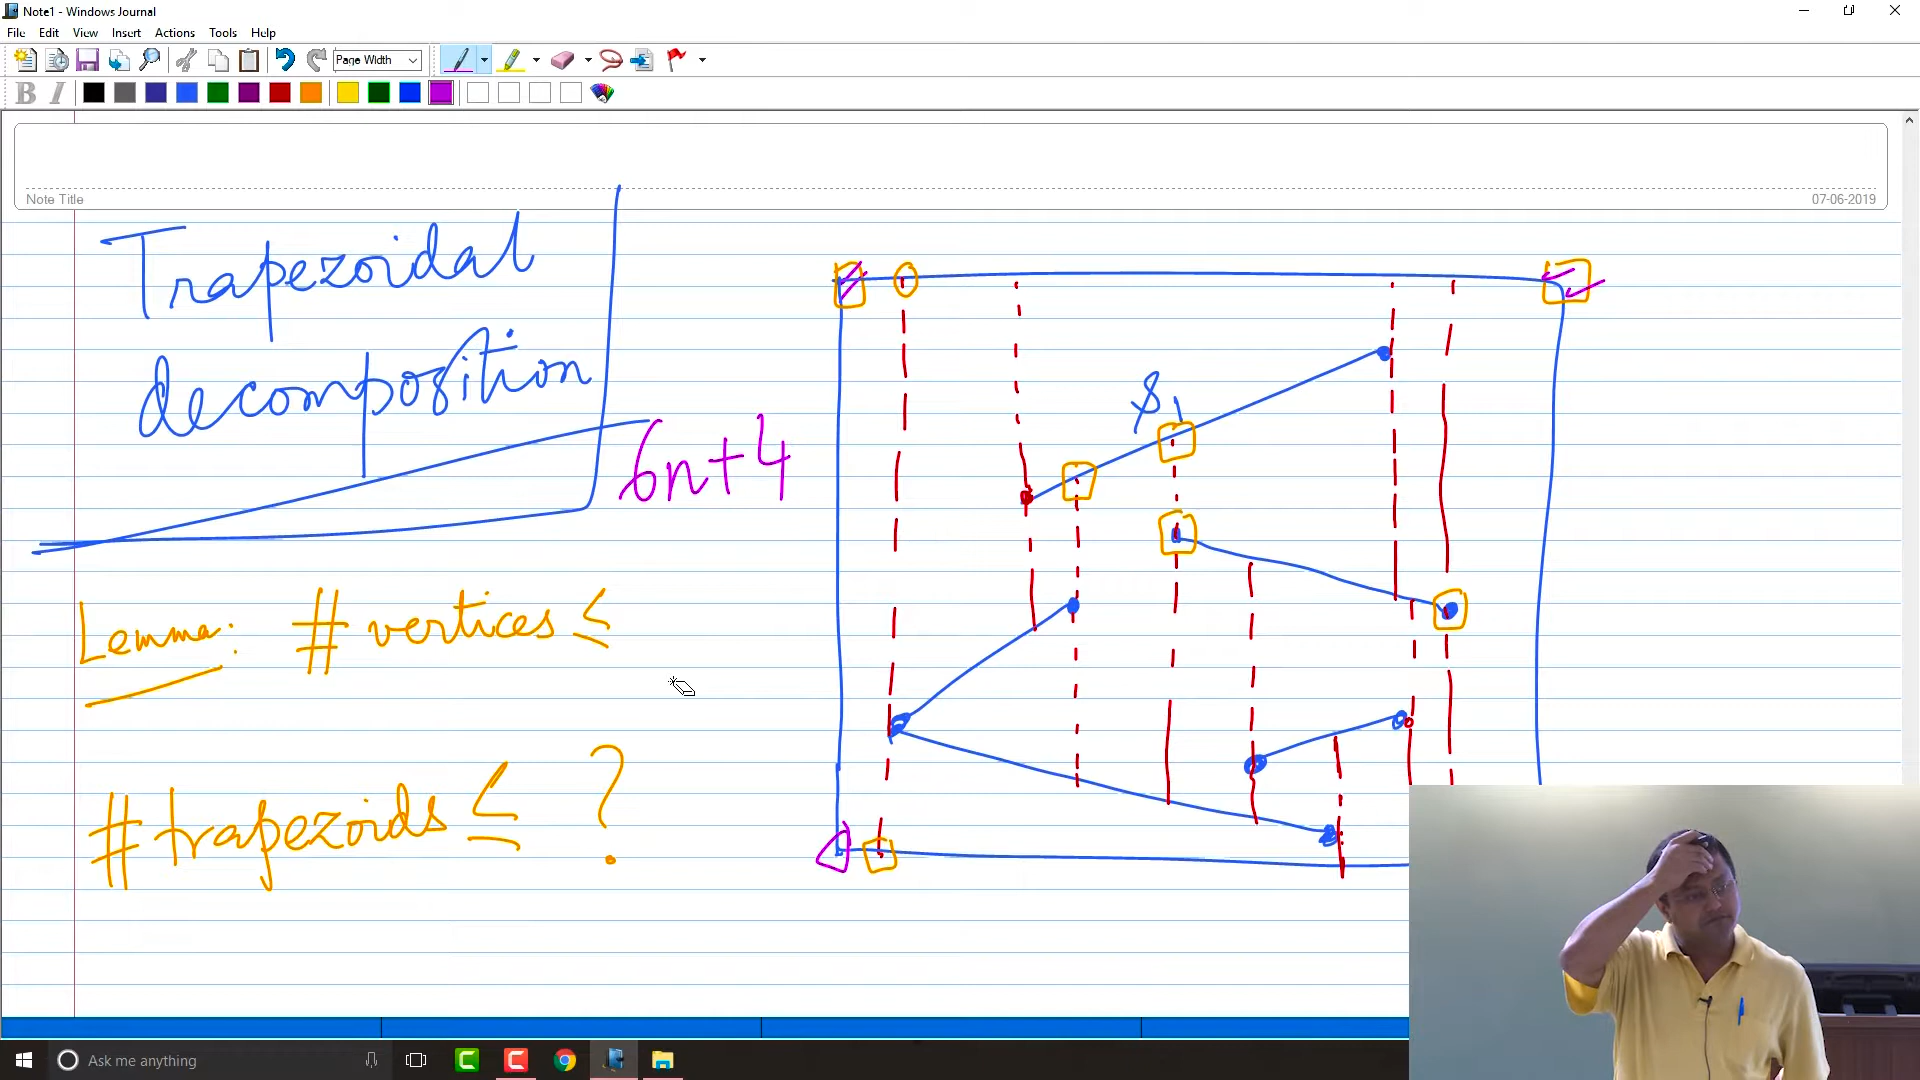 Note1 - Windows Journal
File Edit View Insert Actions Tools Help
Page Width
B I
Note Title
07-06-2019
Trapezoidal
decomposition
6n+4
S1
Lemma: # vertices ≤
# trapezoids ≤ ?
Ask me anything